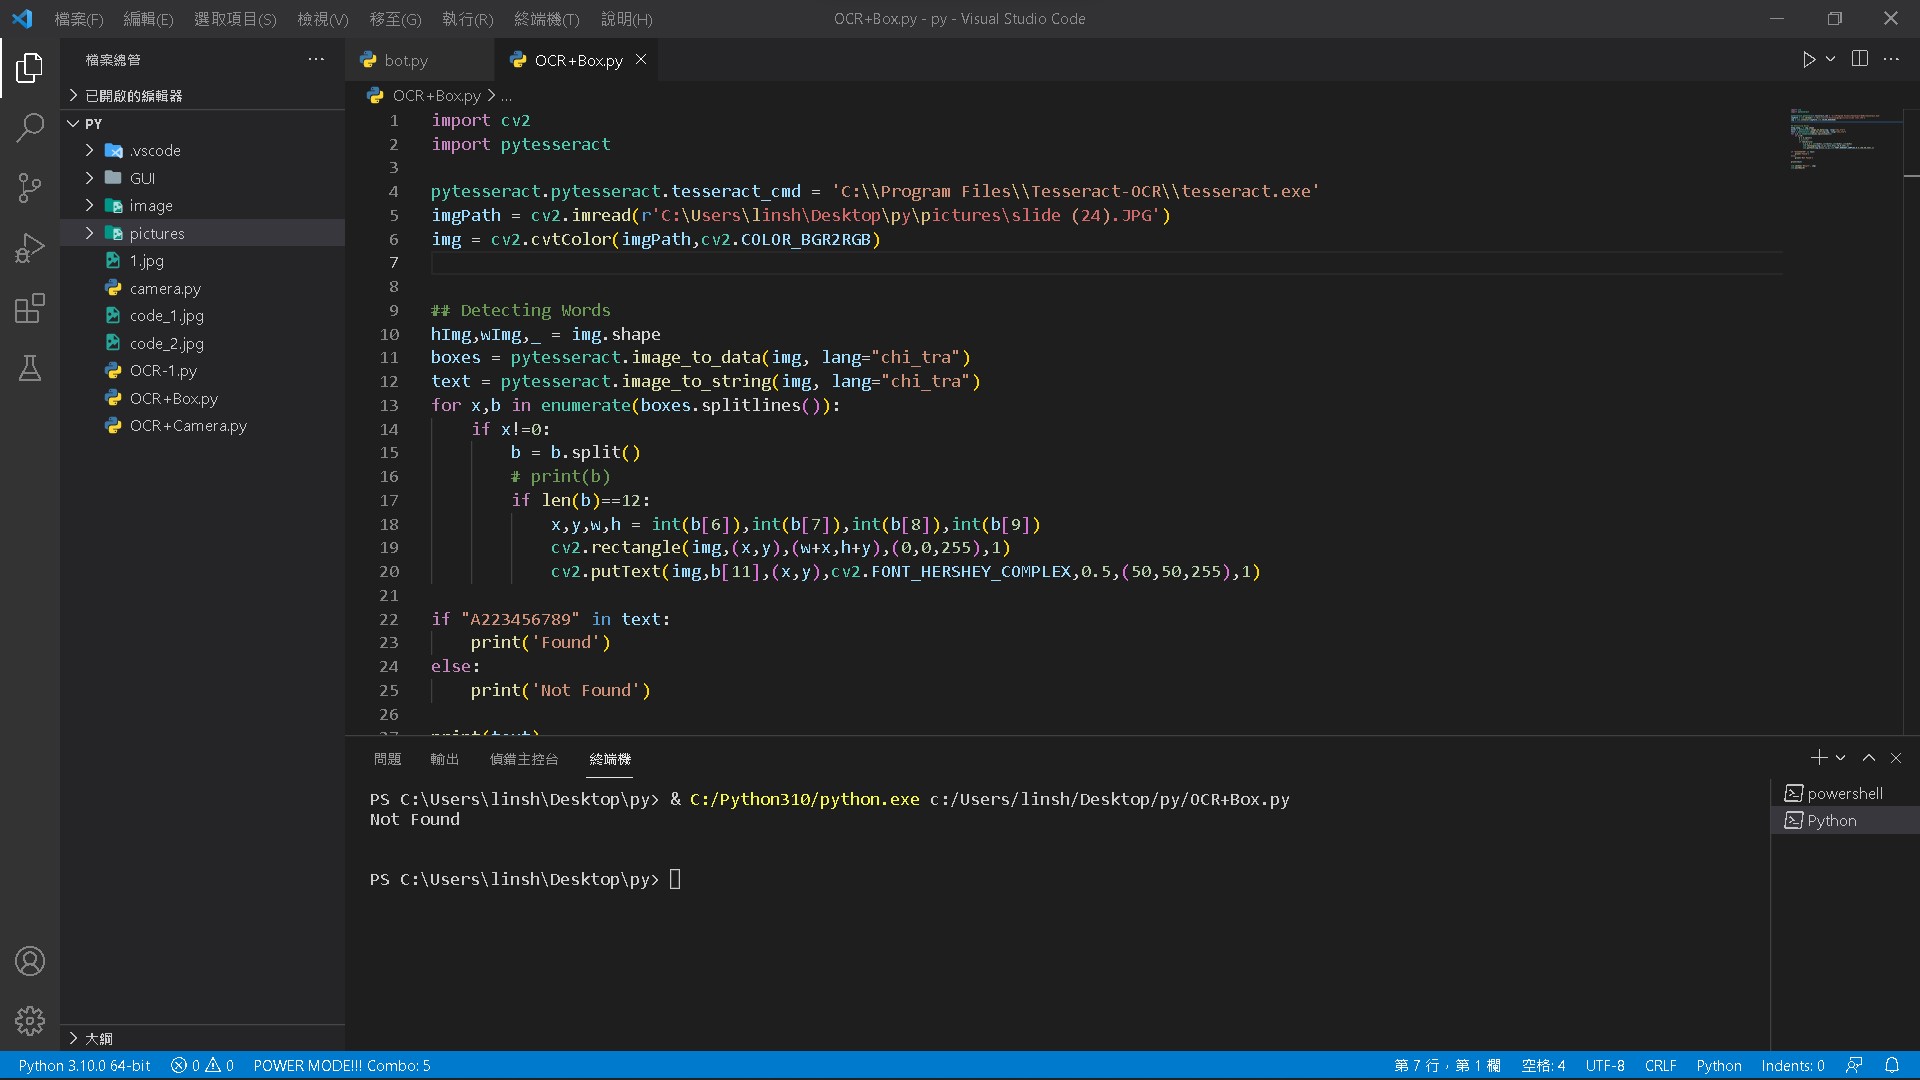 檔案(F) 編輯(E) 選取項目(S) 檢視(V) 移至(G) 執行(R) 終端機(T) 說明(H) OCR+Box.py - py - Visual Studio Code
檔案總管
已開啟的編輯器
PY
.vscode
GUI
image
pictures
1.jpg
camera.py
code_1.jpg
code_2.jpg
OCR-1.py
OCR+Box.py
OCR+Camera.py
大綱
bot.py OCR+Box.py
OCR+Box.py > ...
1 import cv2
2 import pytesseract
3
4 pytesseract.pytesseract.tesseract_cmd = 'C:\\Program Files\\Tesseract-OCR\\tesseract.exe'
5 imgPath = cv2.imread(r'C:\Users\linsh\Desktop\py\pictures\slide (24).JPG')
6 img = cv2.cvtColor(imgPath,cv2.COLOR_BGR2RGB)
7
8
9 ## Detecting Words
10 hImg,wImg,_ = img.shape
11 boxes = pytesseract.image_to_data(img, lang="chi_tra")
12 text = pytesseract.image_to_string(img, lang="chi_tra")
13 for x,b in enumerate(boxes.splitlines()):
14 if x!=0:
15 b = b.split()
16 # print(b)
17 if len(b)==12:
18 x,y,w,h = int(b[6]),int(b[7]),int(b[8]),int(b[9])
19 cv2.rectangle(img,(x,y),(w+x,h+y),(0,0,255),1)
20 cv2.putText(img,b[11],(x,y),cv2.FONT_HERSHEY_COMPLEX,0.5,(50,50,255),1)
21
22 if "A223456789" in text:
23 print('Found')
24 else:
25 print('Not Found')
26
27 print(text)
問題 輸出 偵錯主控台 終端機
PS C:\Users\linsh\Desktop\py> & C:/Python310/python.exe c:/Users/linsh/Desktop/py/OCR+Box.py
Not Found
PS C:\Users\linsh\Desktop\py>
powershell
Python
Python 3.10.0 64-bit 0 0 POWER MODE!!! Combo: 5 第 7 行，第 1 欄 空格: 4 UTF-8 CRLF Python Indents: 0